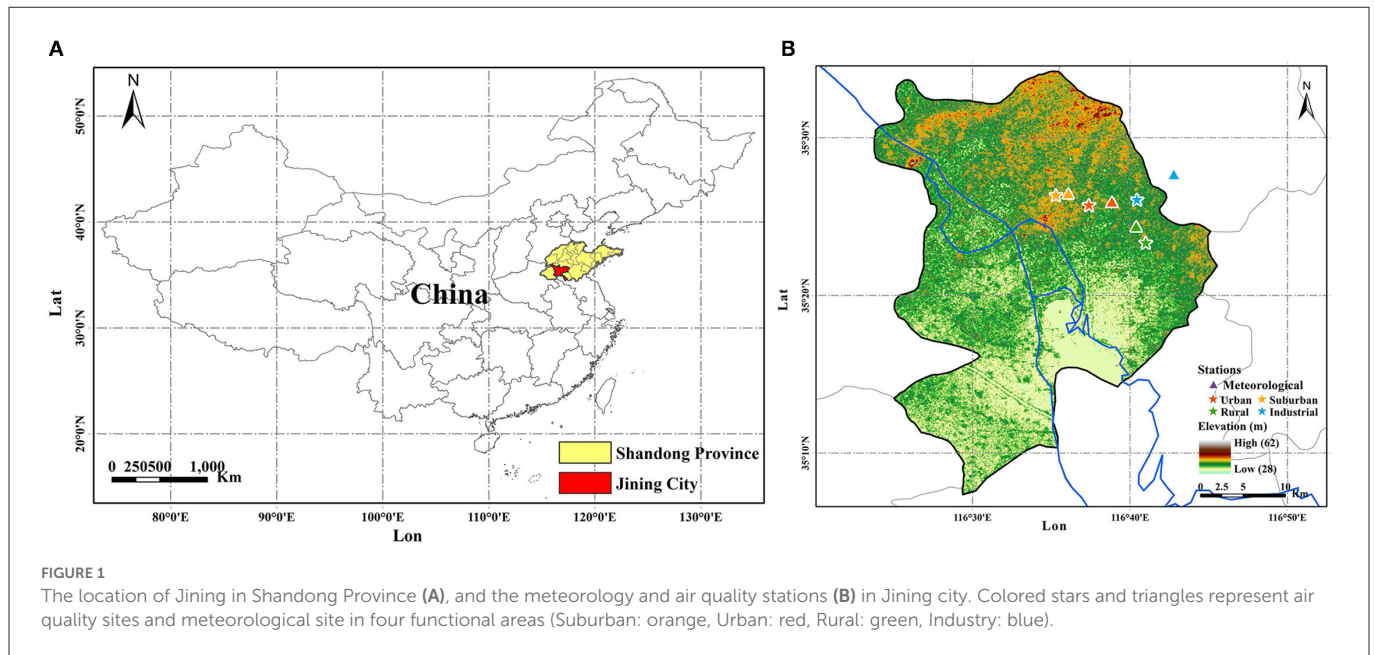 A
N
50°0'N
40°0'N
30°0'N
20°0'N
Lat
China
0 250500 1,000
Km
Shandong Province
Jining City
80°0'E 90°0'E 100°0'E 110°0'E 120°0'E 130°0'E
Lon
B
N
35°30'N
35°20'N
35°10'N
Lat
Stations
Meteorological
Urban Suburban
Rural Industrial
Elevation (m)
High (62)
Low (28)
0 2.5 5 10
Km
116°30'E 116°40'E 116°50'E
Lon
FIGURE 1
The location of Jining in Shandong Province (A), and the meteorology and air quality stations (B) in Jining city. Colored stars and triangles represent air
quality sites and meteorological site in four functional areas (Suburban: orange, Urban: red, Rural: green, Industry: blue).